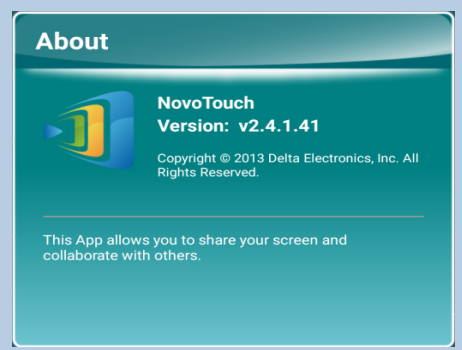 About
NovoTouch
Version: v2.4.1.41
Copyright © 2013 Delta Electronics, Inc. All
Rights Reserved.
This App allows you to share your screen and
collaborate with others.